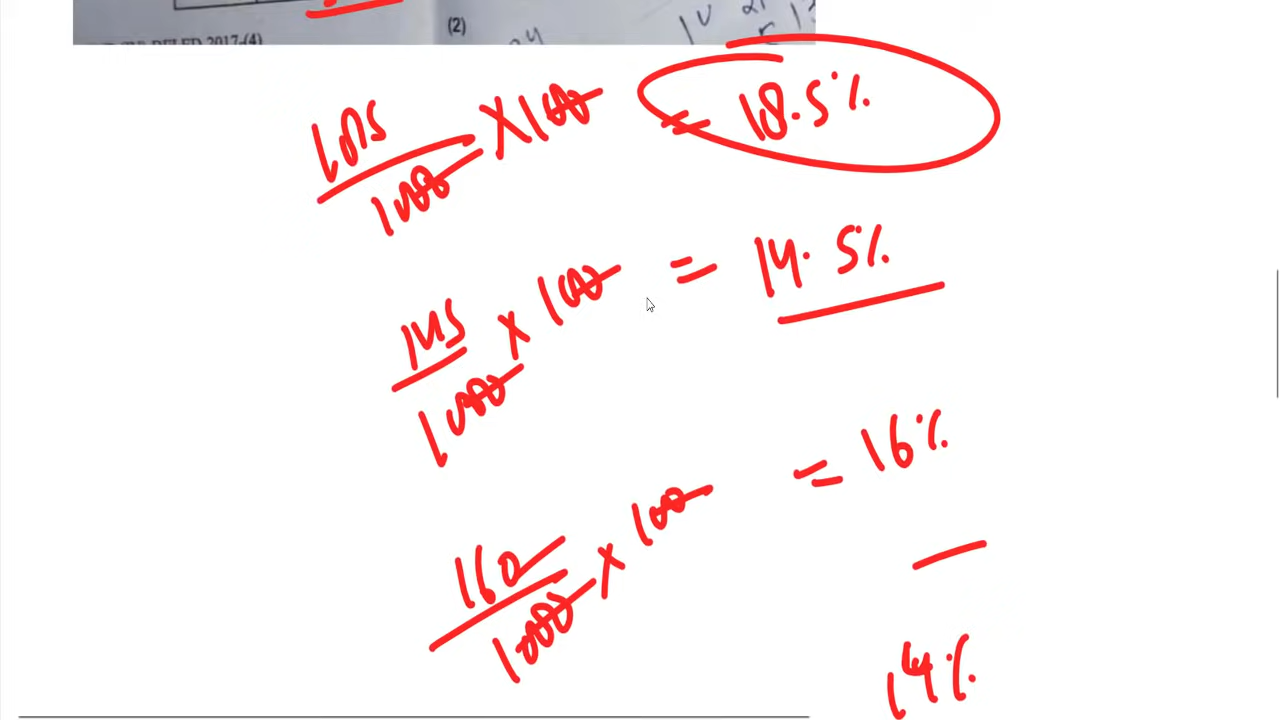 (2)
185/1000 × 100 = 18.5%
145/1000 × 100 = 14.5%
160/1000 × 100 = 16%
14%